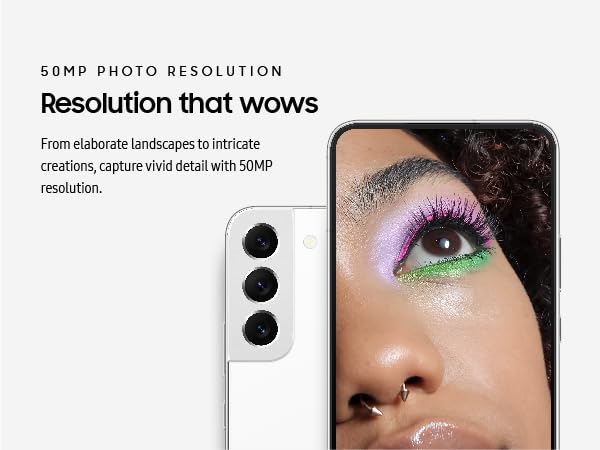 50MP PHOTO RESOLUTION
Resolution that wows
From elaborate landscapes to intricate
creations, capture vivid detail with 50MP
resolution.